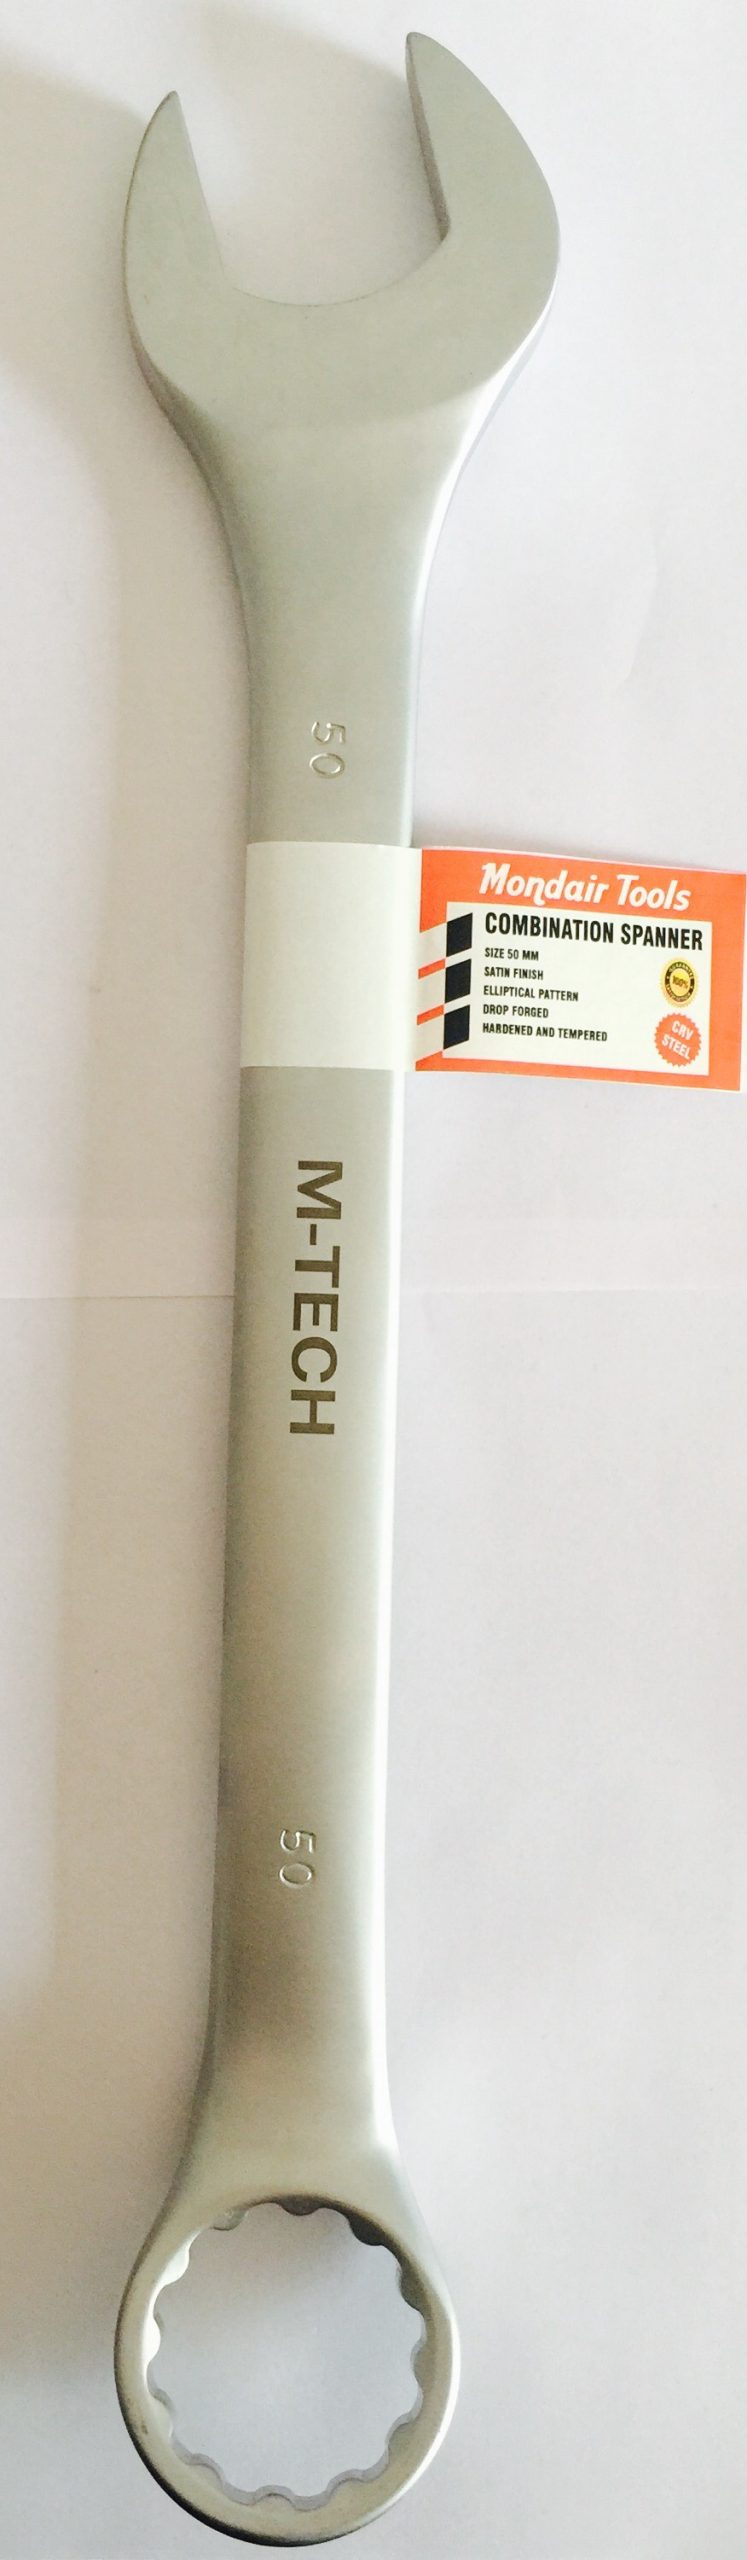 50
Mondair Tools
COMBINATION SPANNER
SIZE 50 MM
SATIN FINISH
ELLIPTICAL PATTERN
DROP FORGED
HARDENED AND TEMPERED
100%
CRV
STEEL
M-TECH
50